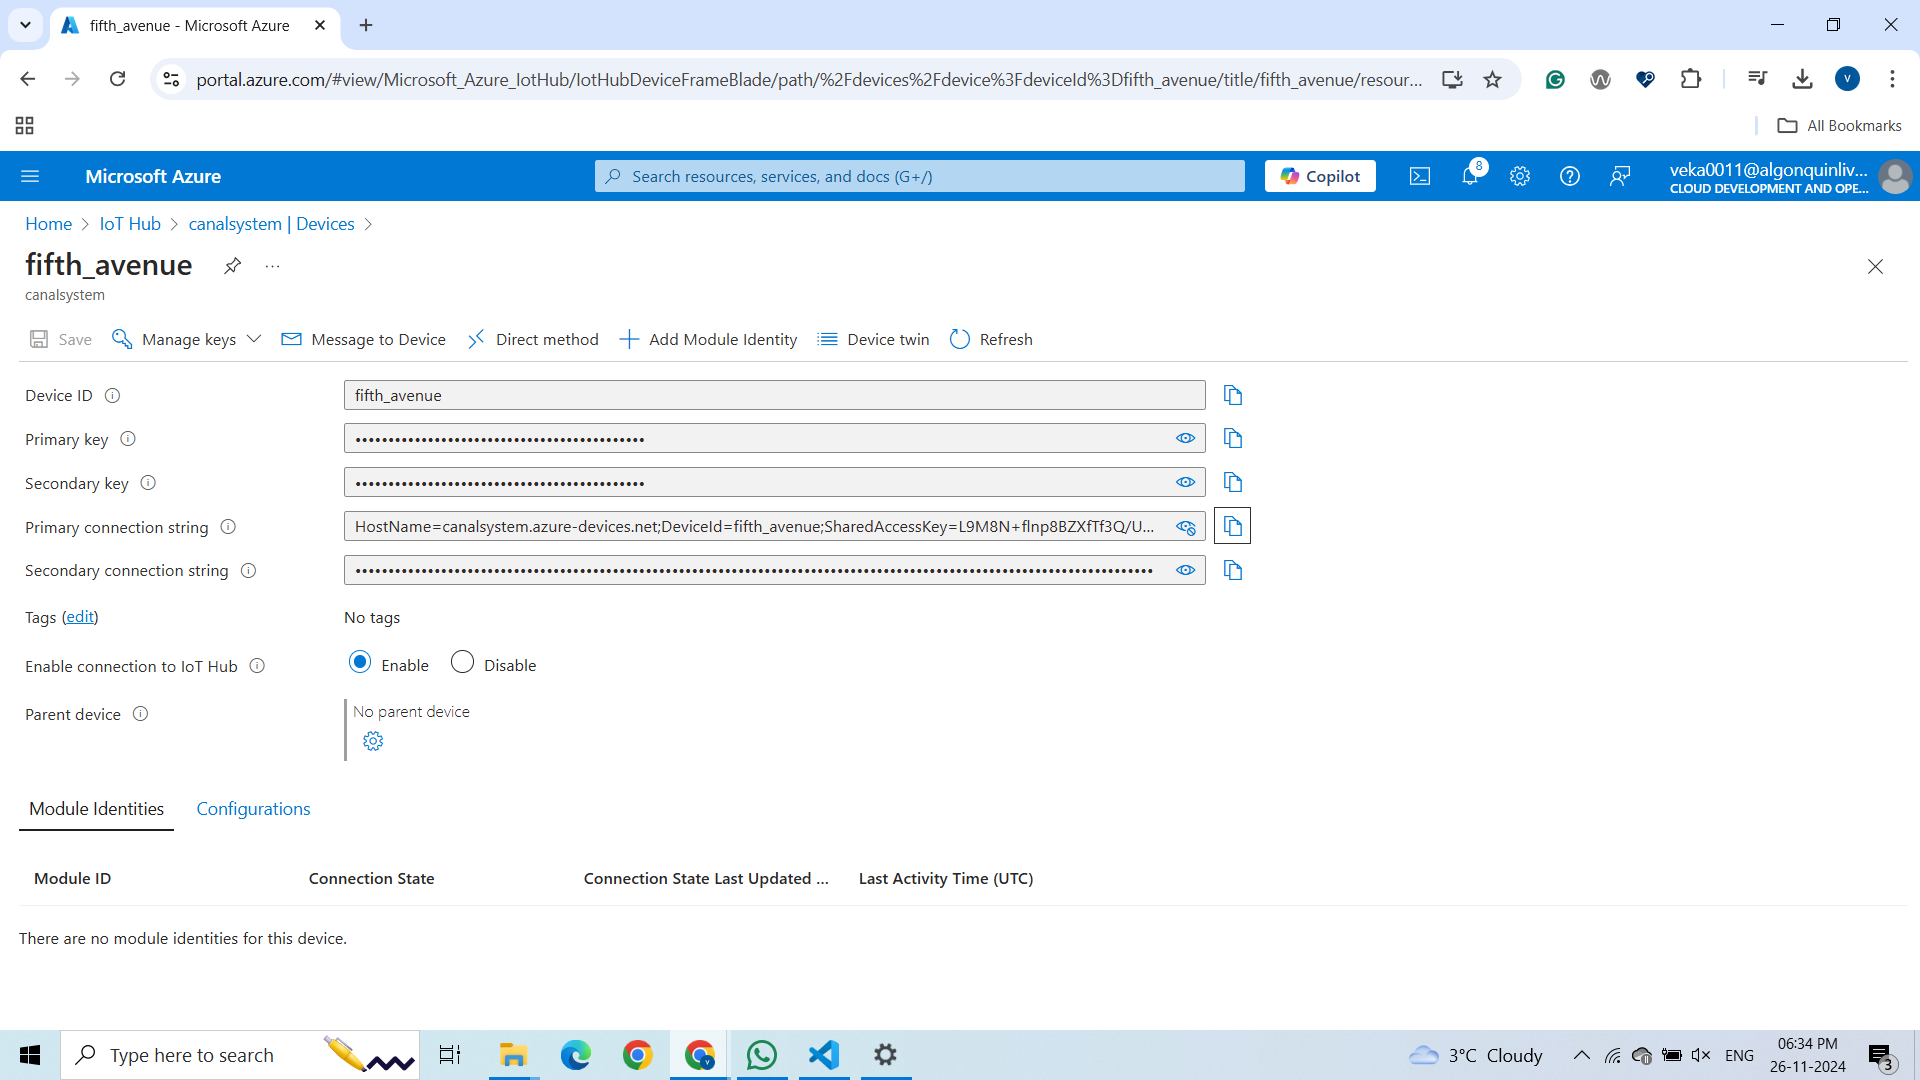 fifth_avenue - Microsoft Azure
portal.azure.com/#view/Microsoft_Azure_IotHub/IotHubDeviceFrameBlade/path/%2Fdevices%2Fdevice%3FdeviceId%3Dfifth_avenue/title/fifth_avenue/resour...
V
All Bookmarks
Microsoft Azure
Search resources, services, and docs (G+/)
Copilot
8
veka0011@algonquinliv...
CLOUD DEVELOPMENT AND OPE...
Home > IoT Hub > canalsystem | Devices >
fifth_avenue
canalsystem
Save
Manage keys
Message to Device
Direct method
Add Module Identity
Device twin
Refresh
Device ID
fifth_avenue
Primary key
Secondary key
Primary connection string
HostName=canalsystem.azure-devices.net;DeviceId=fifth_avenue;SharedAccessKey=L9M8N+flnp8BZXfTf3Q/U...
Secondary connection string
Tags (edit)
No tags
Enable connection to IoT Hub
Enable
Disable
Parent device
No parent device
Module Identities
Configurations
Module ID
Connection State
Connection State Last Updated ...
Last Activity Time (UTC)
There are no module identities for this device.
Type here to search
3°C Cloudy
ENG
06:34 PM
26-11-2024
3